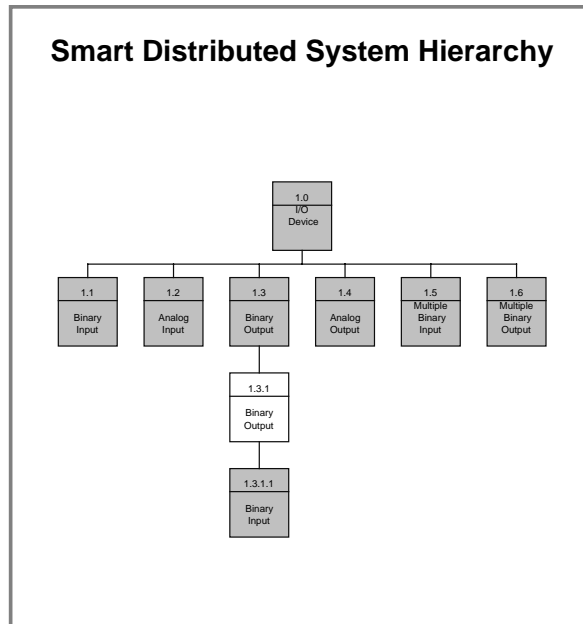 Smart Distributed System Hierarchy
1.0
I/O
Device
1.1
Binary
Input
1.2
Analog
Input
1.3
Binary
Output
1.4
Analog
Output
1.5
Multiple
Binary
Input
1.6
Multiple
Binary
Output
1.3.1
Binary
Output
1.3.1.1
Binary
Input